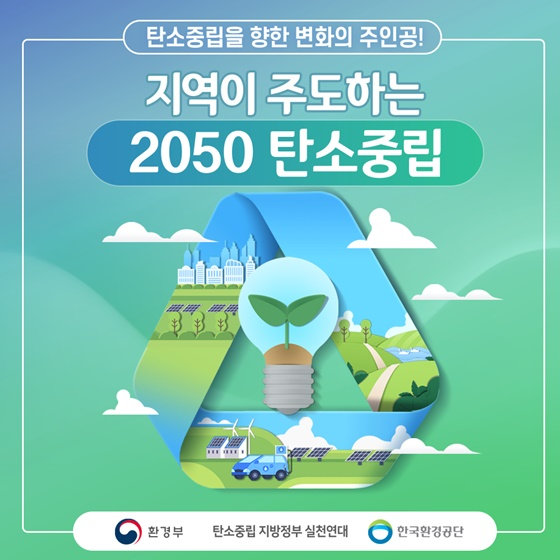 탄소중립을 향한 변화의 주인공!
지역이 주도하는
2050 탄소중립
환경부 탄소중립 지방정부 실천연대 한국환경공단